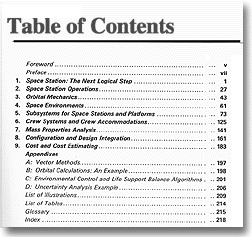 Table of Contents
Foreword v
Preface vii
1. Space Station: The Next Logical Step 1
2. Space Station Operations 27
3. Orbital Mechanics 43
4. Space Environments 61
5. Subsystems for Space Stations and Platforms 73
6. Crew Systems and Crew Accommodations 125
7. Mass Properties Analysis 141
8. Configuration and Design Integration 161
9. Cost and Cost Estimating 183
Appendixes
A: Vector Methods 197
B: Orbital Calculations: An Example 198
C: Environmental Control and Life Support Balance Algorithms 201
D: Uncertainty Analysis Example 206
List of Illustrations 209
List of Tables 214
Glossary 215
Index 218